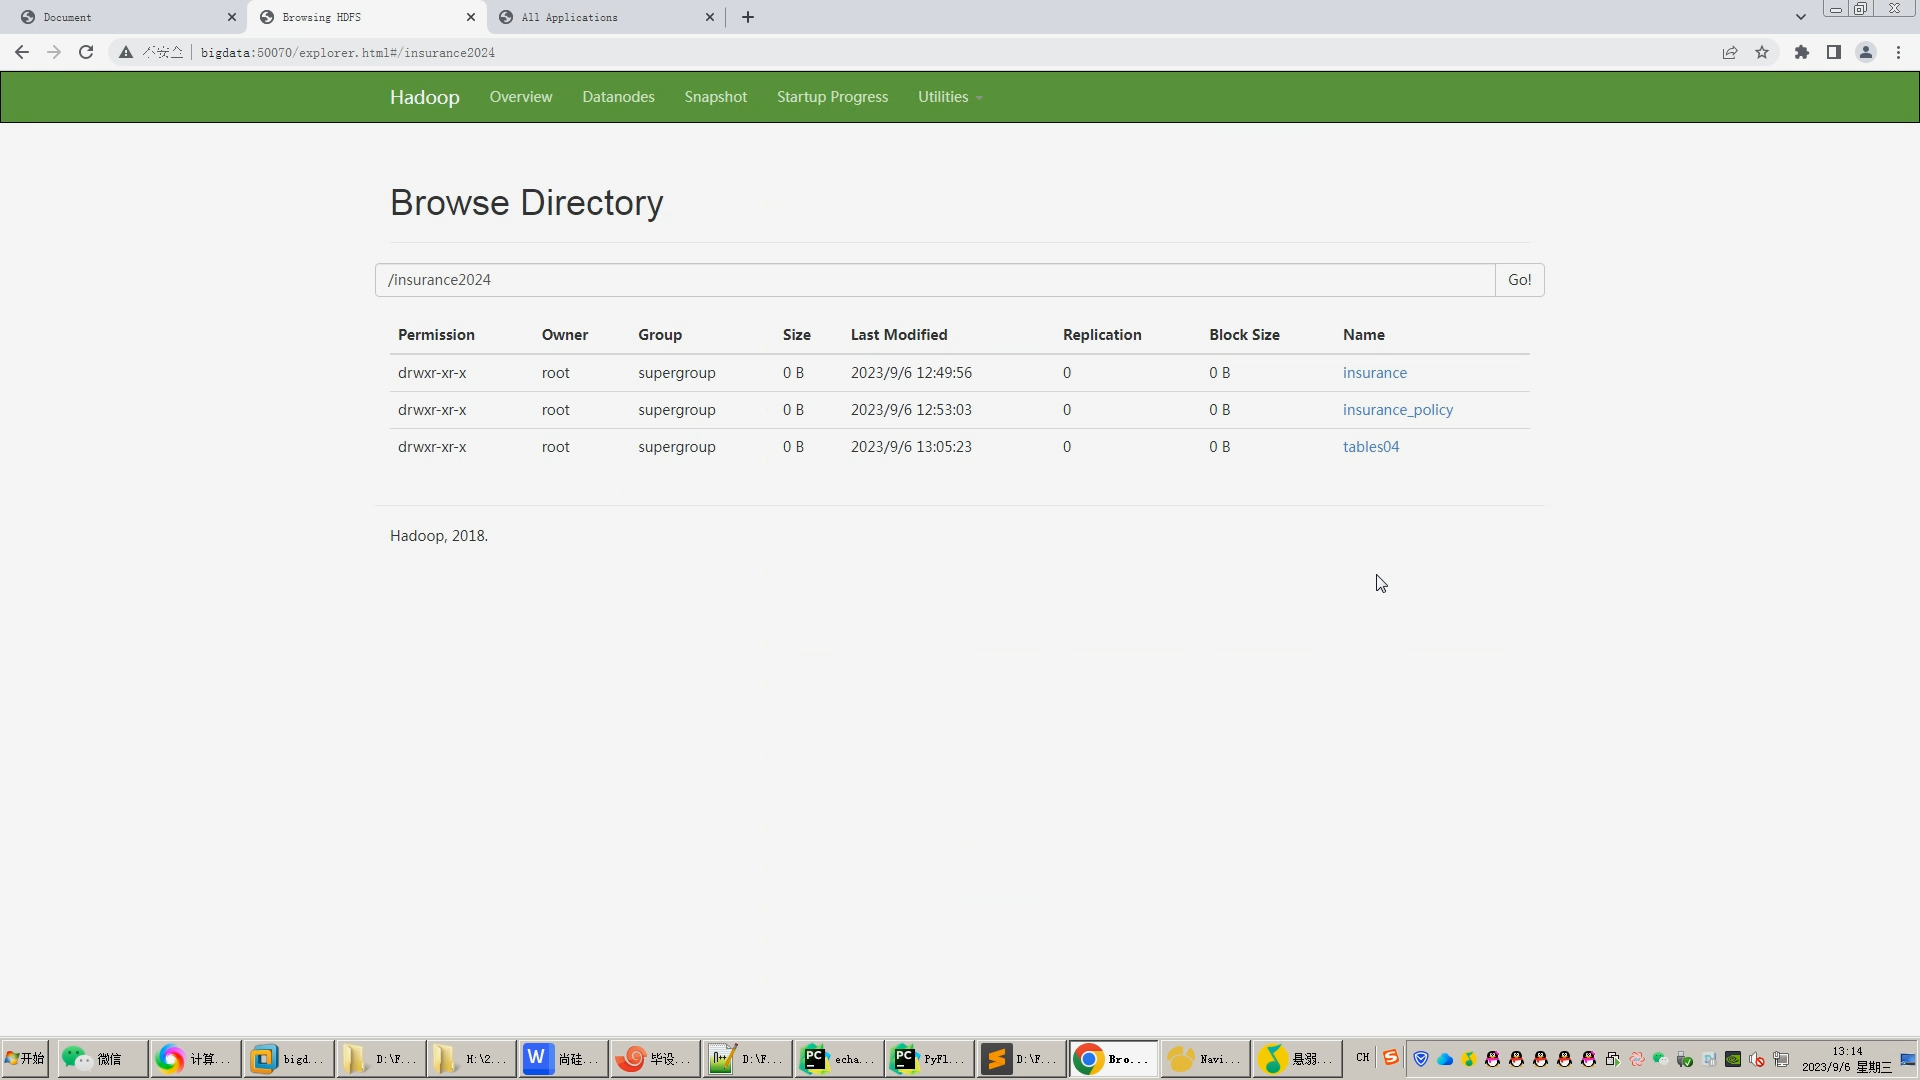 Document
Browsing HDFS
All Applications
不安全
bigdata:50070/explorer.html#/insurance2024
Hadoop Overview Datanodes Snapshot Startup Progress Utilities
Browse Directory
/insurance2024 Go!
Permission Owner Group Size Last Modified Replication Block Size Name
drwxr-xr-x root supergroup 0 B 2023/9/6 12:49:56 0 0 B insurance
drwxr-xr-x root supergroup 0 B 2023/9/6 12:53:03 0 0 B insurance_policy
drwxr-xr-x root supergroup 0 B 2023/9/6 13:05:23 0 0 B tables04
Hadoop, 2018.
开始 微信 计算... bigd... D:\F... H:\2... 尚硅... 毕设... D:\F... echa... PyFl... D:\F... Bro... Navi... 悬溺... CH 13:14
2023/9/6 星期三